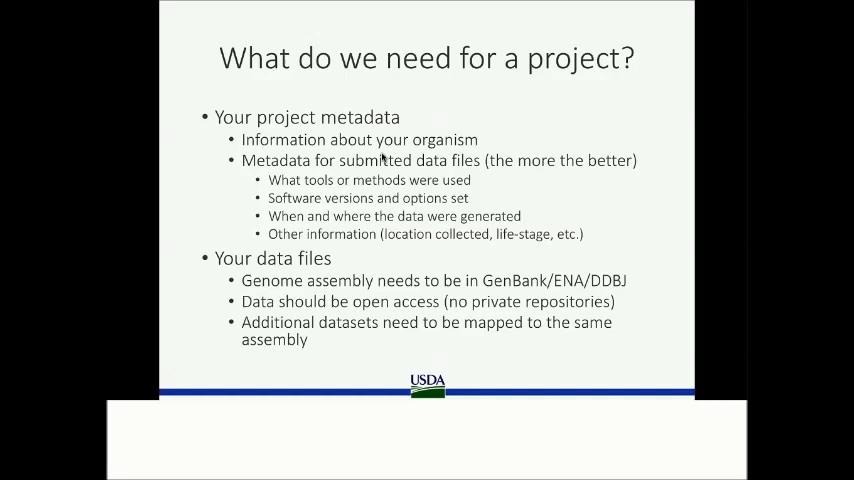 What do we need for a project?
• Your project metadata
• Information about your organism
• Metadata for submitted data files (the more the better)
• What tools or methods were used
• Software versions and options set
• When and where the data were generated
• Other information (location collected, life-stage, etc.)
• Your data files
• Genome assembly needs to be in GenBank/ENA/DDBJ
• Data should be open access (no private repositories)
• Additional datasets need to be mapped to the same
assembly
USDA